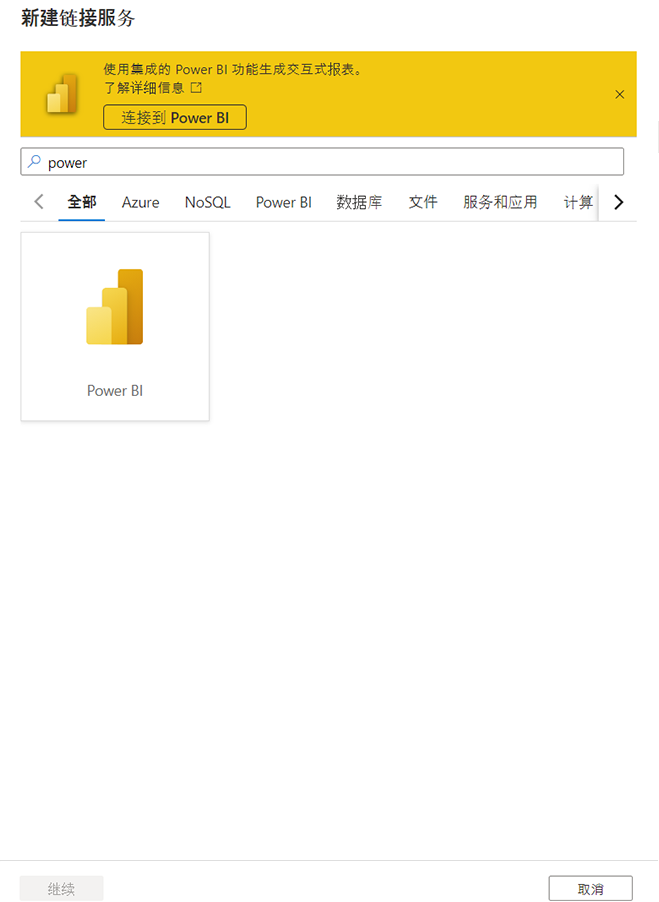 新建链接服务
使用集成的 Power BI 功能生成交互式报表。
了解详细信息
连接到 Power BI
power
全部 Azure NoSQL Power BI 数据库 文件 服务和应用 计算
Power BI
继续 取消